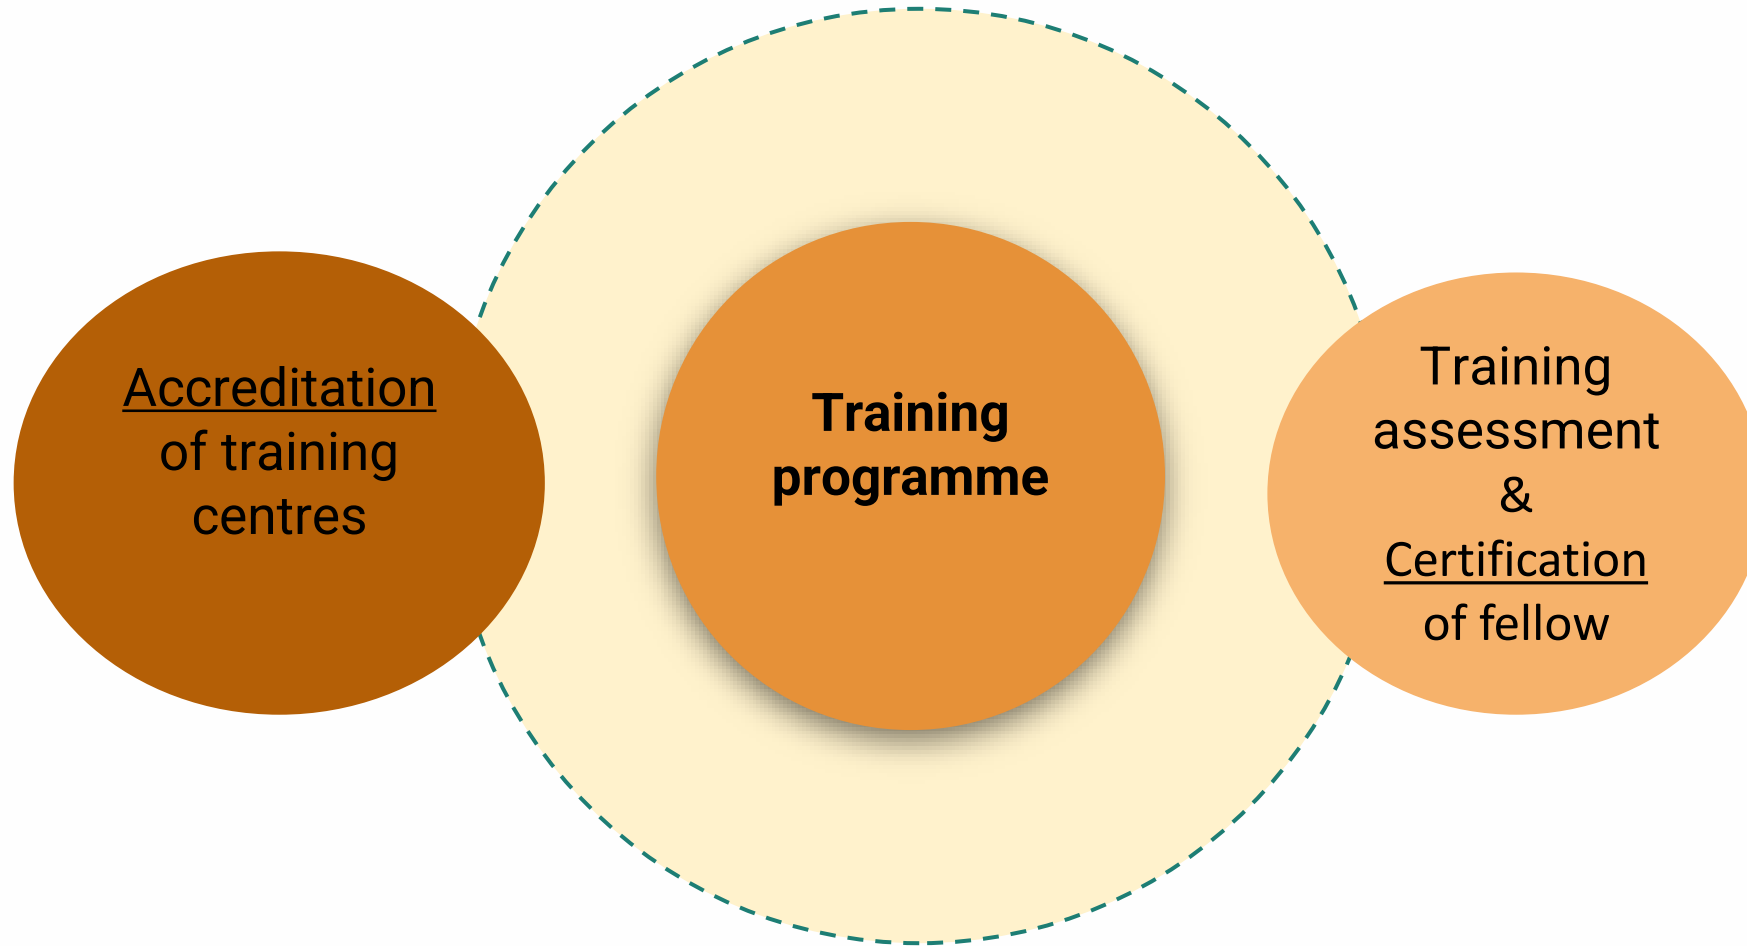 Accreditation
of training
centres
Training
programme
Training
assessment
&
Certification
of fellow